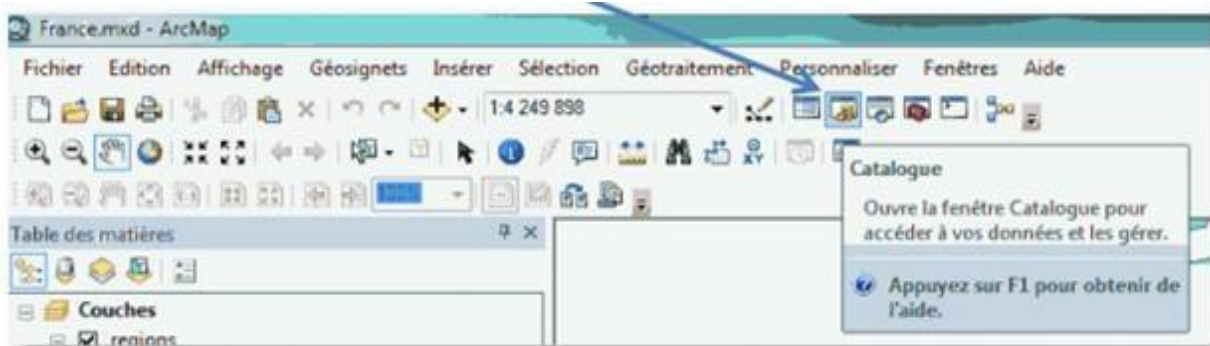 France.mxd - ArcMap
Fichier Edition Affichage Géosignets Insérer Sélection Géotraitement Personnaliser Fenêtres Aide
1:4 249 898
Catalogue
Ouvre la fenêtre Catalogue pour
accéder à vos données et les gérer.
Appuyez sur F1 pour obtenir de
l'aide.
Table des matières
Couches
regions